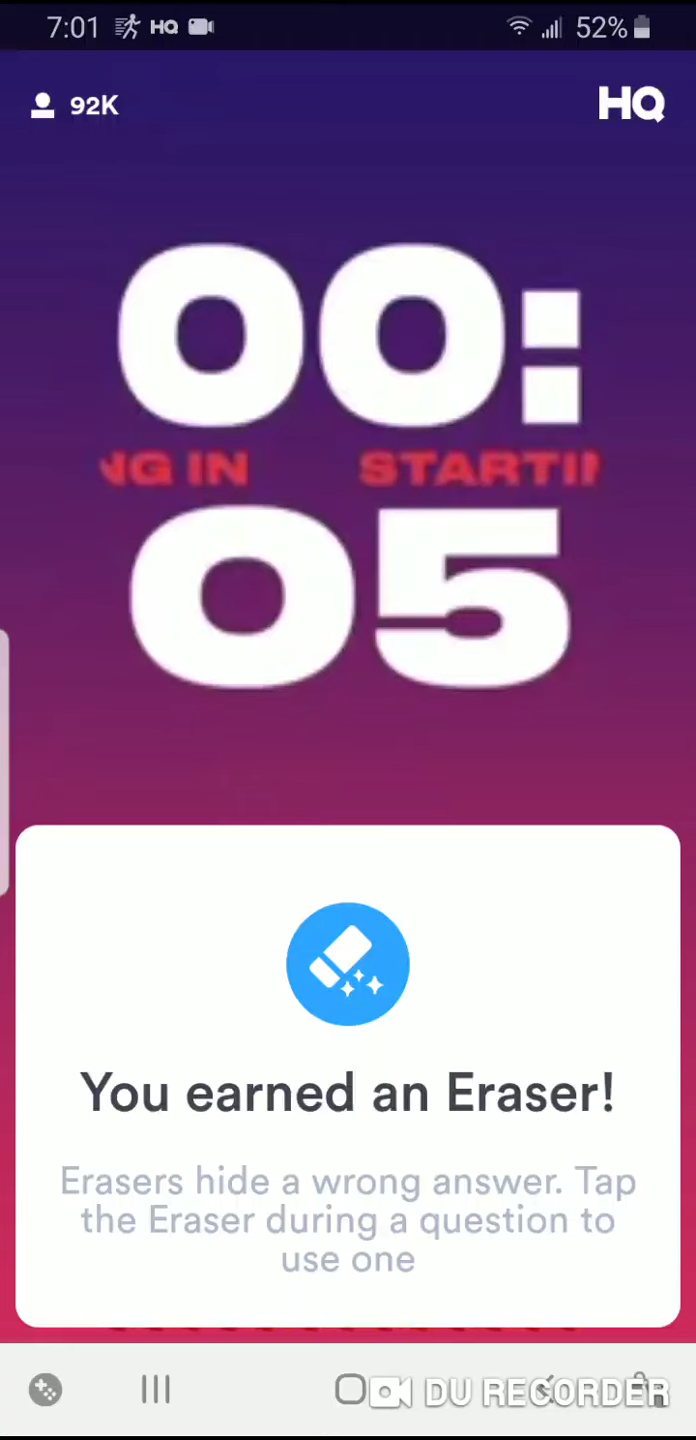 7:01 HQ 52%
92K HQ
00:
NG IN STARTIN
05
You earned an Eraser!
Erasers hide a wrong answer. Tap
the Eraser during a question to
use one
DU RECORDER